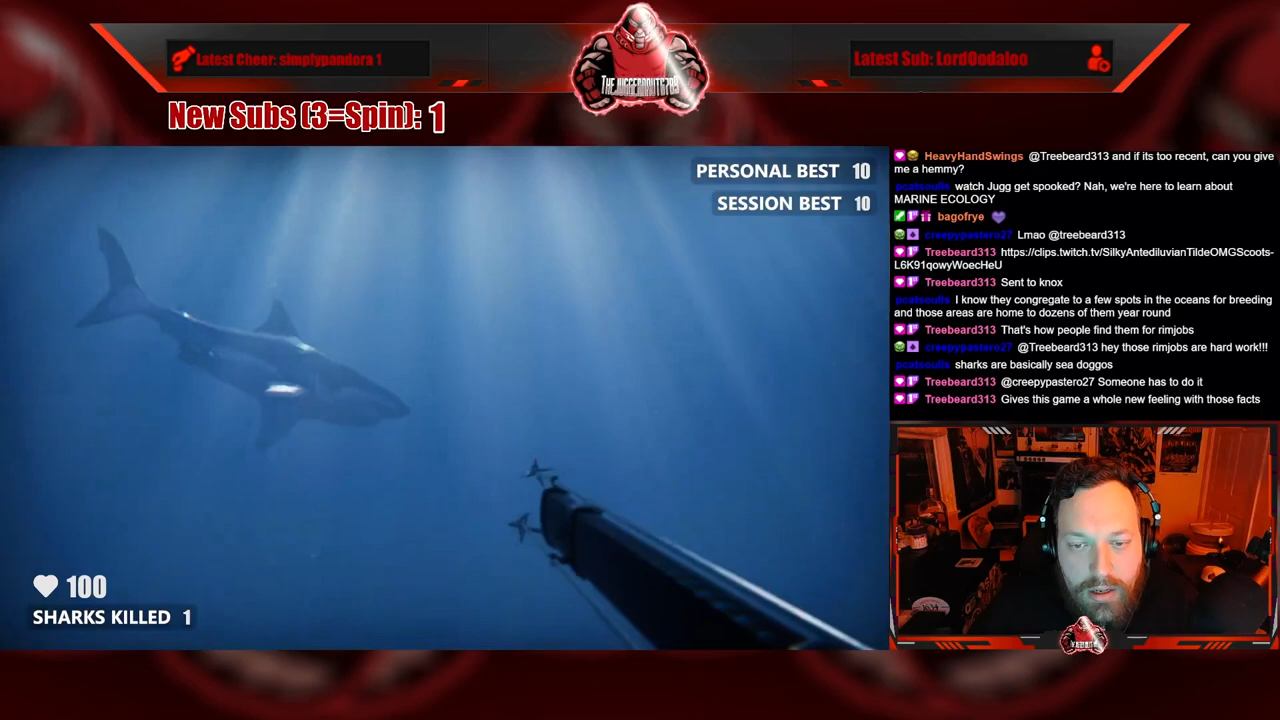 Latest Cheer: simplypandora 1
THEJUGGERNAUT6789
Latest Sub: LordOodaloo
New Subs (3=Spin): 1
PERSONAL BEST 10
SESSION BEST 10
HeavyHandSwings @Treebeard313 and if its too recent, can you give
me a hemmy?
pcatsoulls watch Jugg get spooked? Nah, we're here to learn about
MARINE ECOLOGY
bagofrye
creepypastero27 Lmao @treebeard313
Treebeard313 https://clips.twitch.tv/SilkyAntediluvianTildeOMGScoots-
L6K91qowyWoecHeU
Treebeard313 Sent to knox
pcatsoulls I know they congregate to a few spots in the oceans for breeding
and those areas are home to dozens of them year round
Treebeard313 That's how people find them for rimjobs
creepypastero27 @Treebeard313 hey those rimjobs are hard work!!!
pcatsoulls sharks are basically sea doggos
Treebeard313 @creepypastero27 Someone has to do it
Treebeard313 Gives this game a whole new feeling with those facts
100
SHARKS KILLED 1